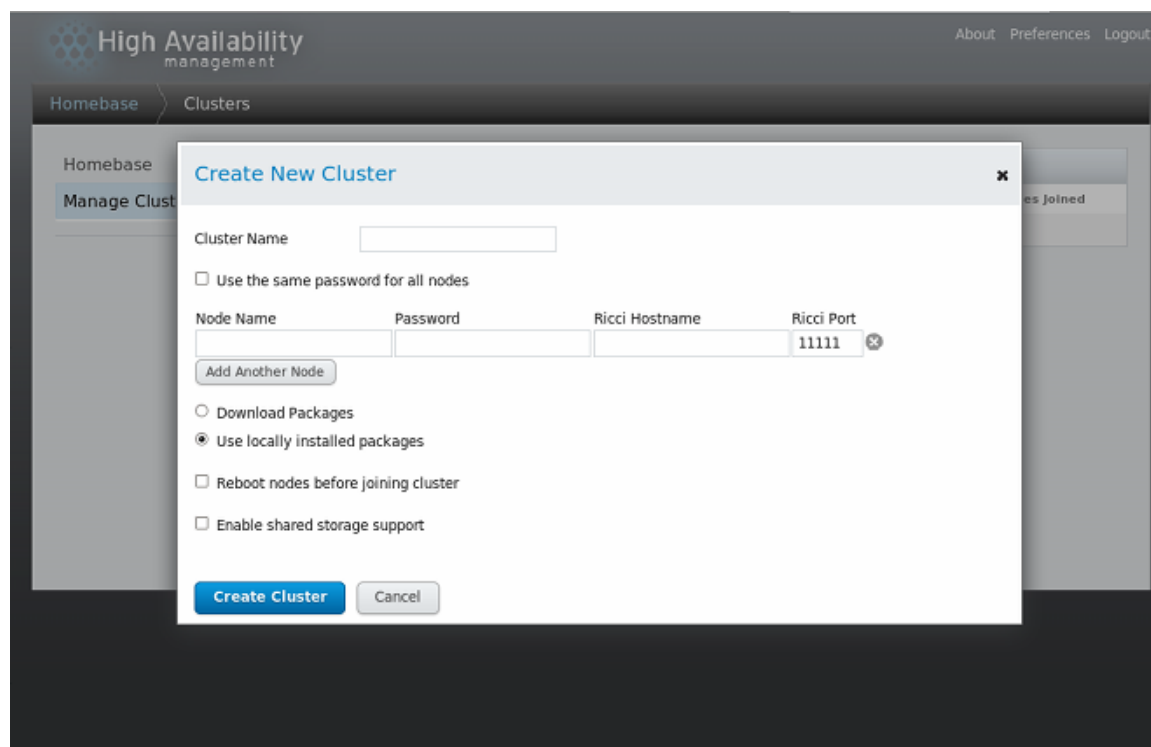 High Availability
management
About Preferences Logout
Homebase Clusters
Homebase
Manage Clust
es Joined
Create New Cluster
Cluster Name
Use the same password for all nodes
Node Name Password Ricci Hostname Ricci Port
11111
Add Another Node
Download Packages
Use locally installed packages
Reboot nodes before joining cluster
Enable shared storage support
Create Cluster Cancel